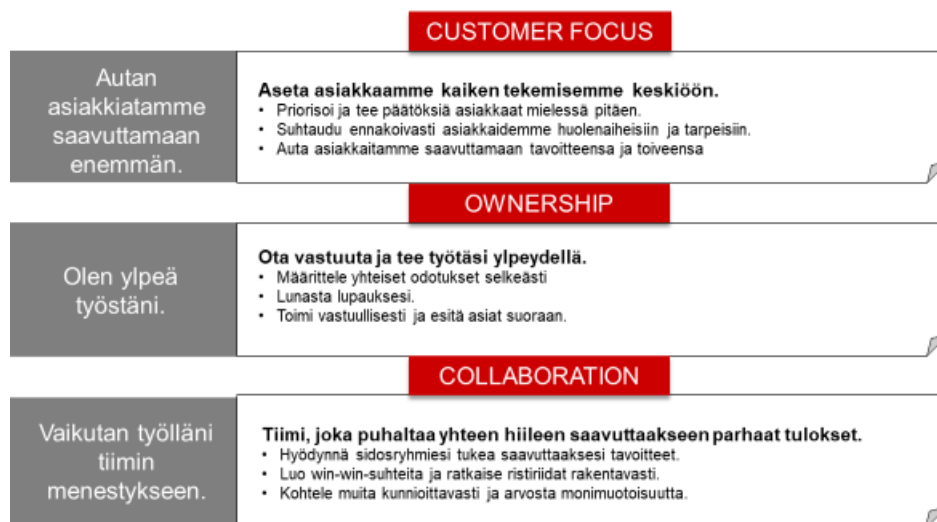 CUSTOMER FOCUS
Autan
asiakkiatamme
saavuttamaan
enemmän.
Aseta asiakkaamme kaiken tekemisemme keskiöön.
• Priorisoi ja tee päätöksiä asiakkaat mielessä pitäen.
• Suhtaudu ennakoivasti asiakkaidemme huolenaiheisiin ja tarpeisiin.
• Auta asiakkaitamme saavuttamaan tavoitteensa ja toiveensa
OWNERSHIP
Olen ylpeä
työstäni.
Ota vastuuta ja tee työtäsi ylpeydellä.
• Määrittele yhteiset odotukset selkeästi
• Lunasta lupauksesi.
• Toimi vastuullisesti ja esitä asiat suoraan.
COLLABORATION
Vaikutan työlläni
tiimin
menestykseen.
Tiimi, joka puhaltaa yhteen hiileen saavuttaakseen parhaat tulokset.
• Hyödynnä sidosryhmiesi tukea saavuttaaksesi tavoitteet.
• Luo win-win-suhteita ja ratkaise ristiriidat rakentavasti.
• Kohtele muita kunnioittavasti ja arvosta monimuotoisuutta.